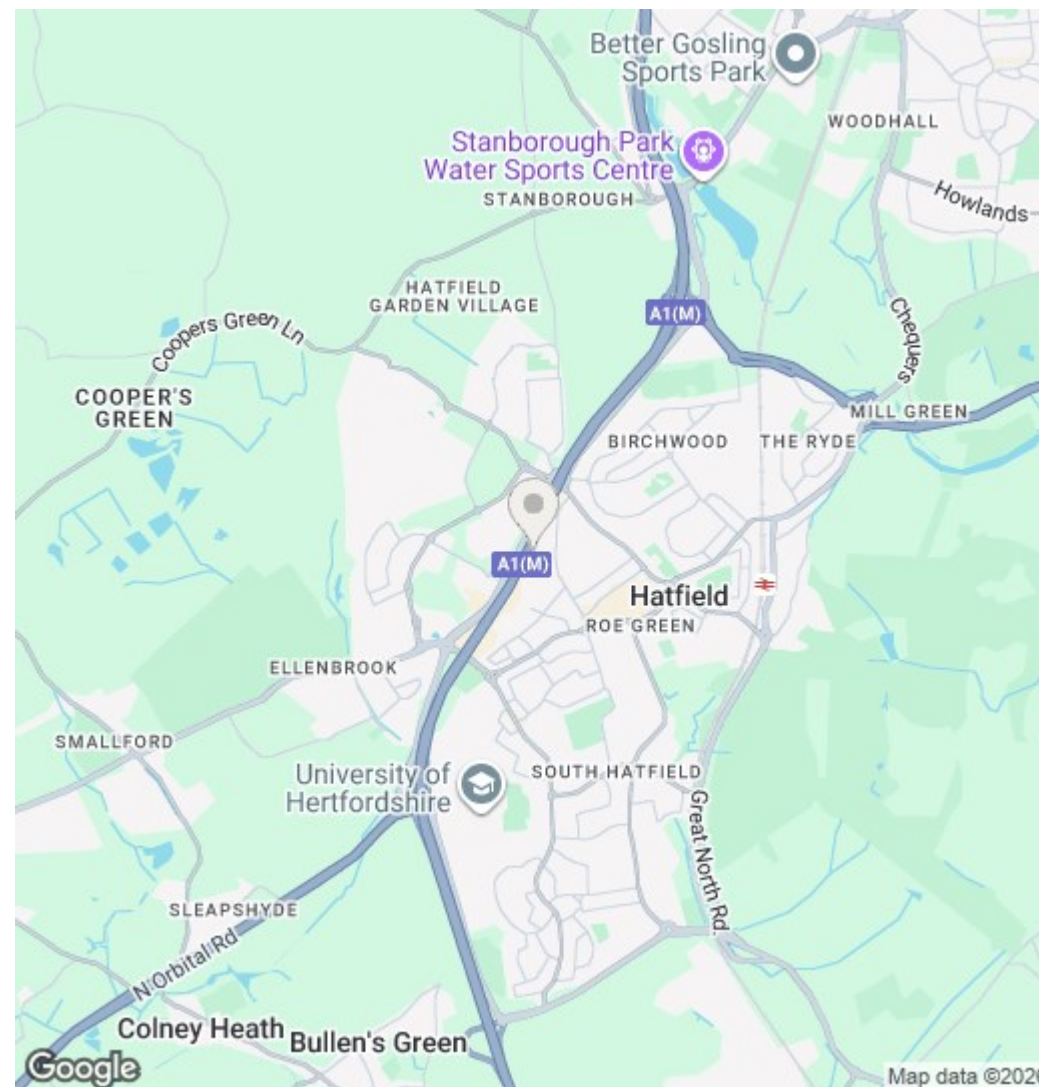 Better Gosling
Sports Park
WOODHALL
Stanborough Park
Water Sports Centre
STANBOROUGH
Howlands
HATFIELD
GARDEN VILLAGE
A1(M)
Coopers Green Ln
Chequers
COOPER'S
GREEN
MILL GREEN
BIRCHWOOD
THE RYDE
A1(M)
Hatfield
ROE GREEN
ELLENBROOK
SMALLFORD
University of
Hertfordshire
SOUTH HATFIELD
Great North Rd.
SLEAPSHYDE
N Orbital Rd
Colney Heath
Bullen's Green
Google
Map data ©2026